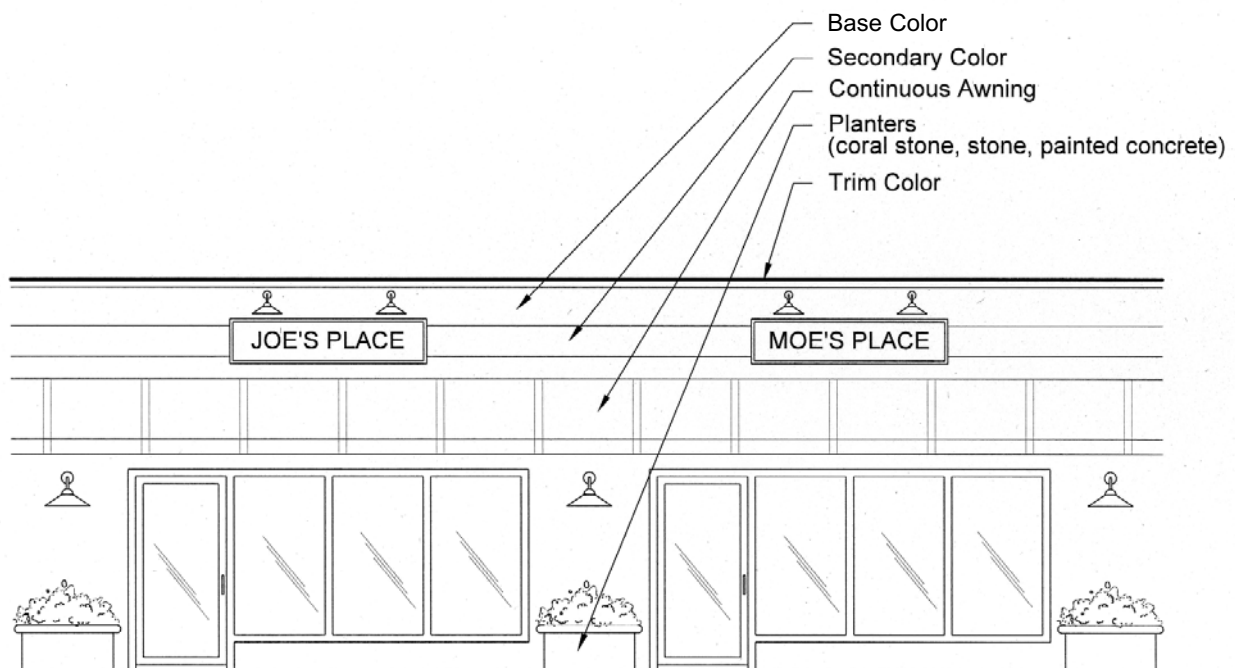 Base Color
Secondary Color
Continuous Awning
Planters
(coral stone, stone, painted concrete)
Trim Color
JOE'S PLACE
MOE'S PLACE